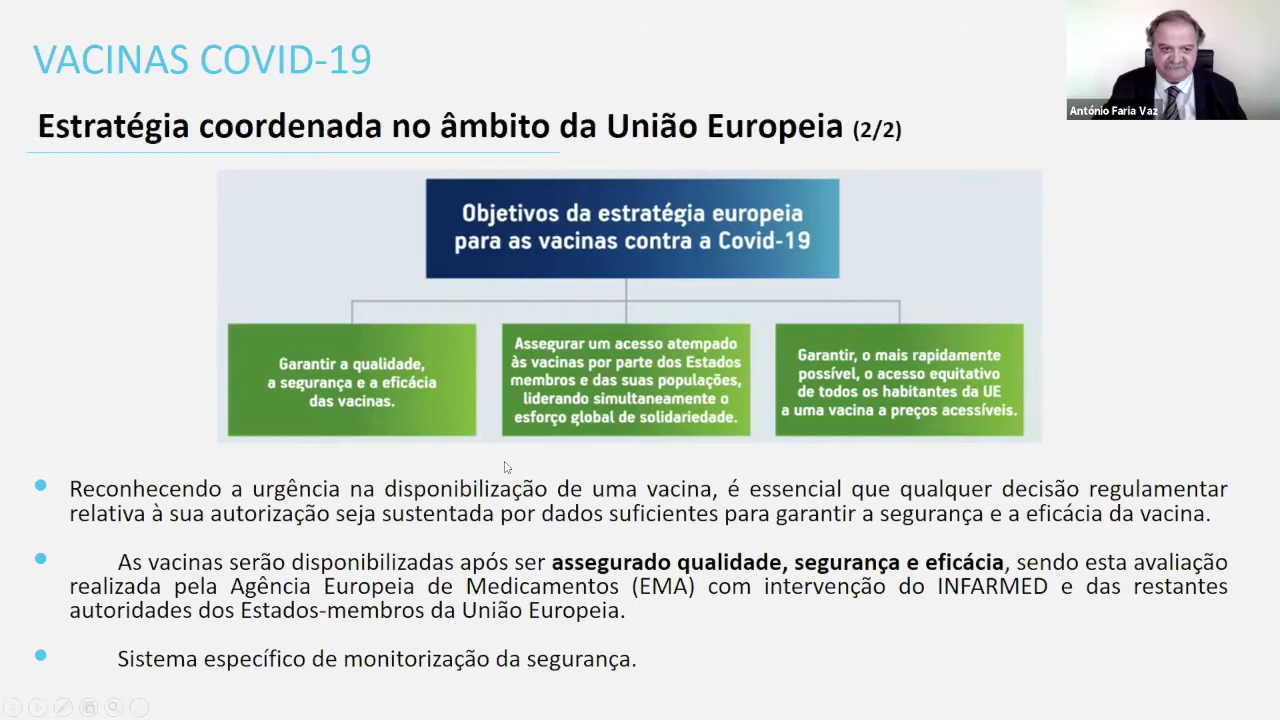 VACINAS COVID-19
António Faria Vaz
Estratégia coordenada no âmbito da União Europeia (2/2)
Objetivos da estratégia europeia
para as vacinas contra a Covid-19
Garantir a qualidade,
a segurança e a eficácia
das vacinas.
Assegurar um acesso atempado
às vacinas por parte dos Estados
membros e das suas populações,
liderando simultaneamente o
esforço global de solidariedade.
Garantir, o mais rapidamente
possível, o acesso equitativo
de todos os habitantes da UE
a uma vacina a preços acessíveis.
Reconhecendo a urgência na disponibilização de uma vacina, é essencial que qualquer decisão regulamentar
relativa à sua autorização seja sustentada por dados suficientes para garantir a segurança e a eficácia da vacina.
As vacinas serão disponibilizadas após ser assegurado qualidade, segurança e eficácia, sendo esta avaliação
realizada pela Agência Europeia de Medicamentos (EMA) com intervenção do INFARMED e das restantes
autoridades dos Estados-membros da União Europeia.
Sistema específico de monitorização da segurança.